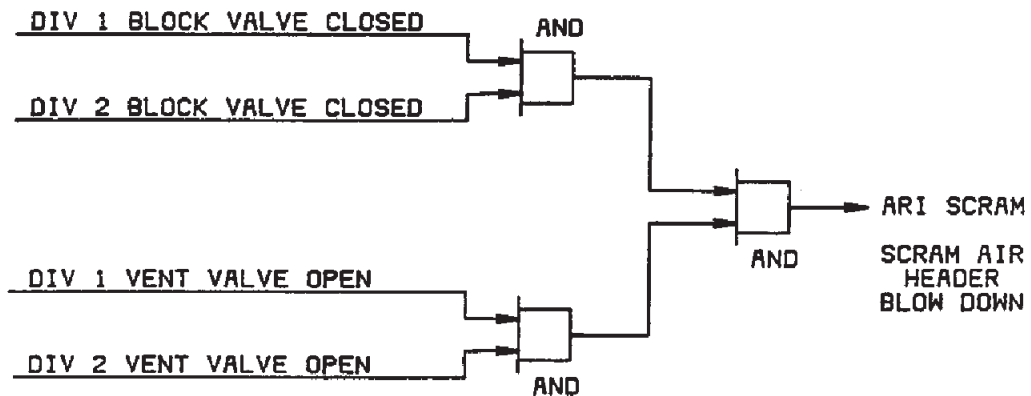 DIV 1 BLOCK VALVE CLOSED
AND
DIV 2 BLOCK VALVE CLOSED
ARI SCRAM
AND
SCRAM AIR
HEADER
BLOW DOWN
DIV 1 VENT VALVE OPEN
DIV 2 VENT VALVE OPEN
AND